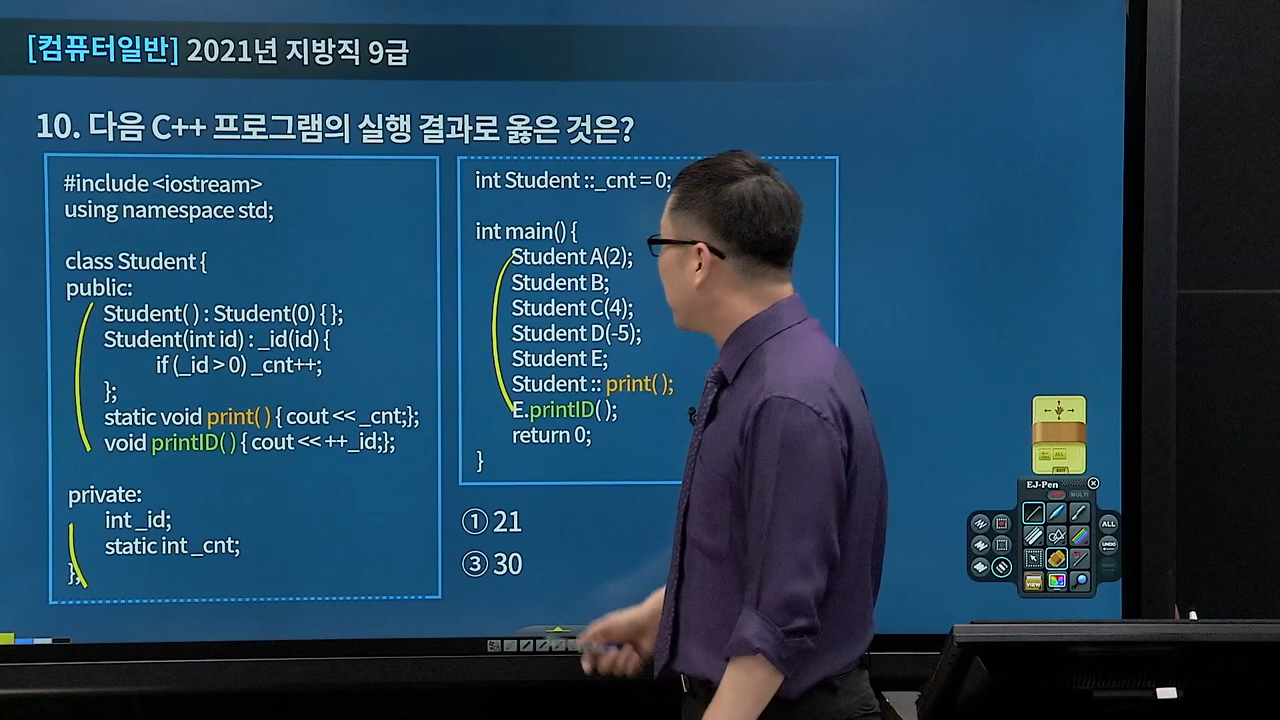 [컴퓨터일반] 2021년 지방직 9급
10. 다음 C++ 프로그램의 실행 결과로 옳은 것은?
#include <iostream>
using namespace std;
class Student {
public:
Student( ) : Student(0) { };
Student(int id) : _id(id) {
if (_id > 0) _cnt++;
};
static void print( ) { cout << _cnt;};
void printID( ) { cout << ++_id;};
private:
int _id;
static int _cnt;
};
int Student ::_cnt = 0;
int main() {
Student A(2);
Student B;
Student C(4);
Student D(-5);
Student E;
Student :: print( );
E.printID( );
return 0;
}
① 21
③ 30
EJ-Pen
MULTI
ALL
UNDO